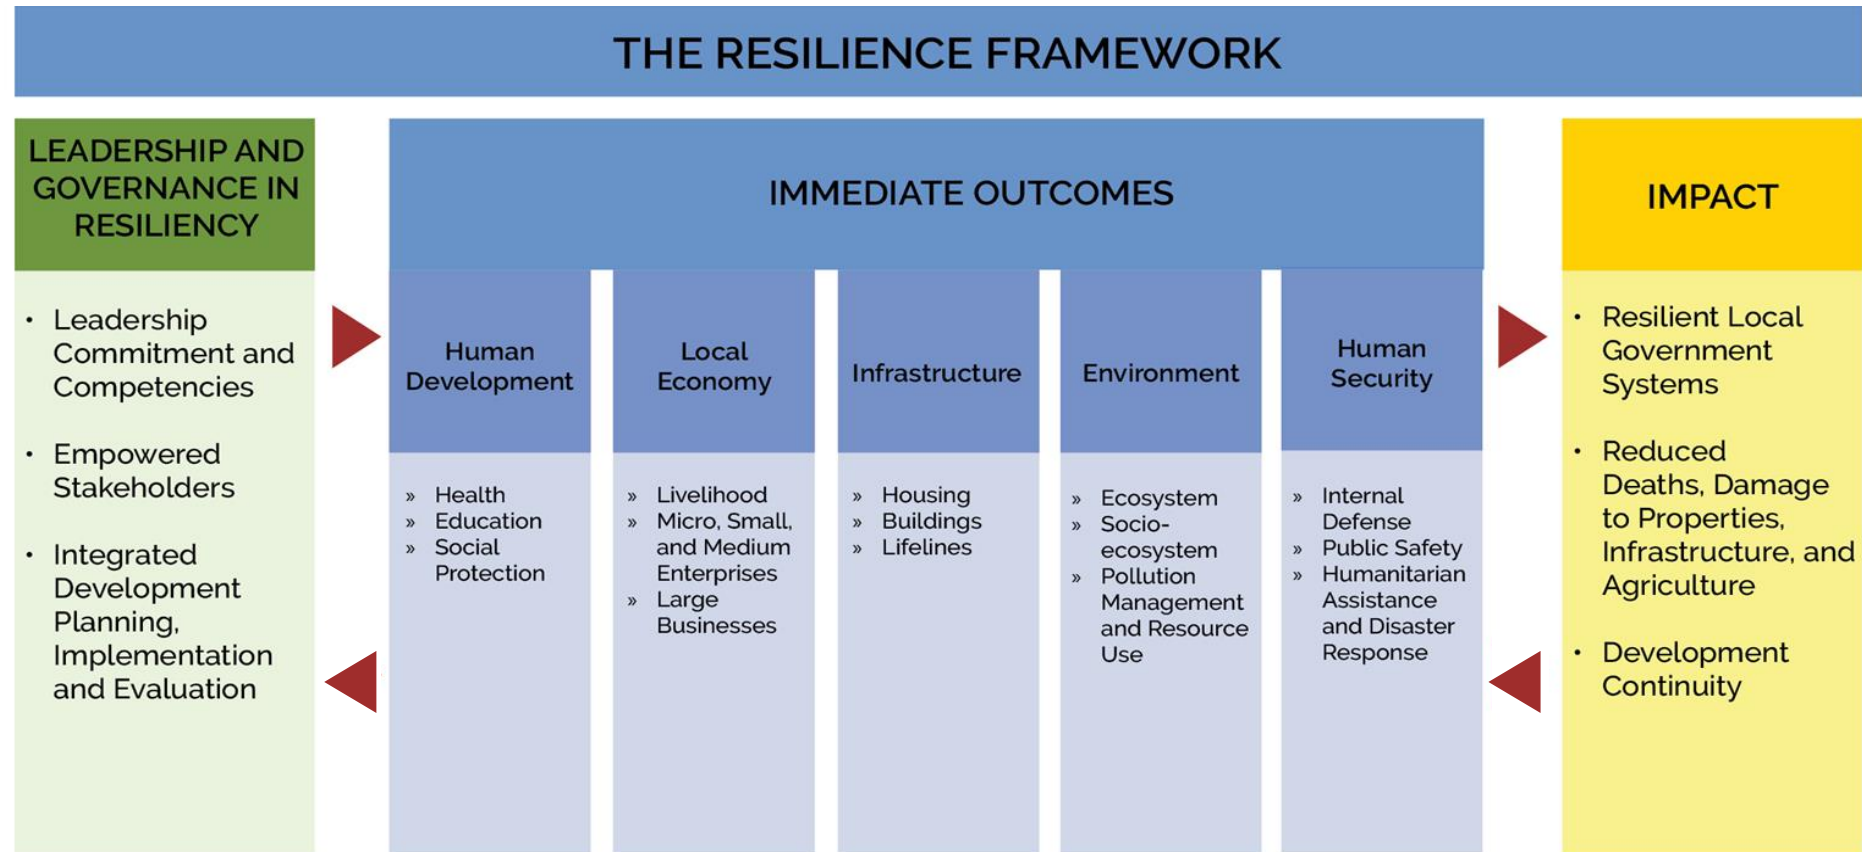 THE RESILIENCE FRAMEWORK
LEADERSHIP AND
GOVERNANCE IN
RESILIENCY
• Leadership
Commitment and
Competencies
• Empowered
Stakeholders
• Integrated
Development
Planning,
Implementation
and Evaluation
IMMEDIATE OUTCOMES
Human
Development
» Health
» Education
» Social
Protection
Local
Economy
» Livelihood
» Micro, Small,
and Medium
Enterprises
» Large
Businesses
Infrastructure
» Housing
» Buildings
» Lifelines
Environment
» Ecosystem
» Socio-
ecosystem
» Pollution
Management
and Resource
Use
Human
Security
» Internal
Defense
» Public Safety
» Humanitarian
Assistance
and Disaster
Response
IMPACT
• Resilient Local
Government
Systems
• Reduced
Deaths, Damage
to Properties,
Infrastructure, and
Agriculture
• Development
Continuity